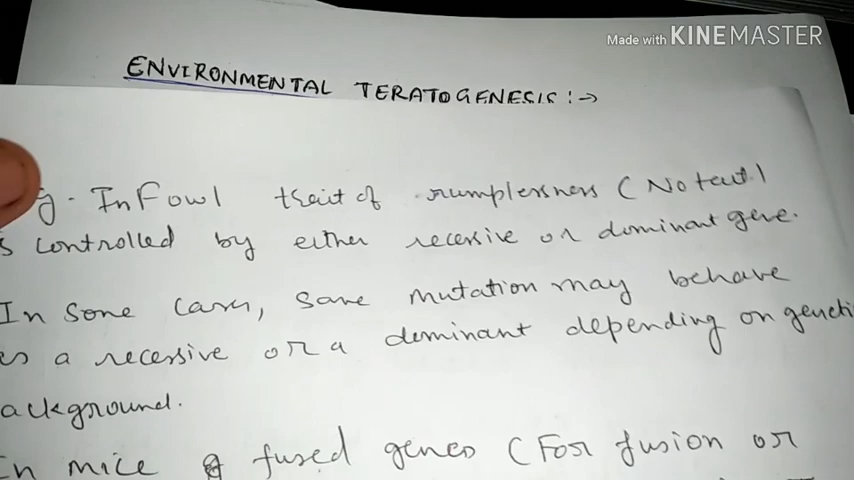 Made with KINEMASTER
ENVIRONMENTAL TERATOGENESIS :→
g. In Fowl trait of rumplessness (No tail)
s controlled by either recessive or dominant gene.
In some cases, same mutation may behave
as a recessive or a dominant depending on geneti
ackground.
In mice fused genes (For fusion or